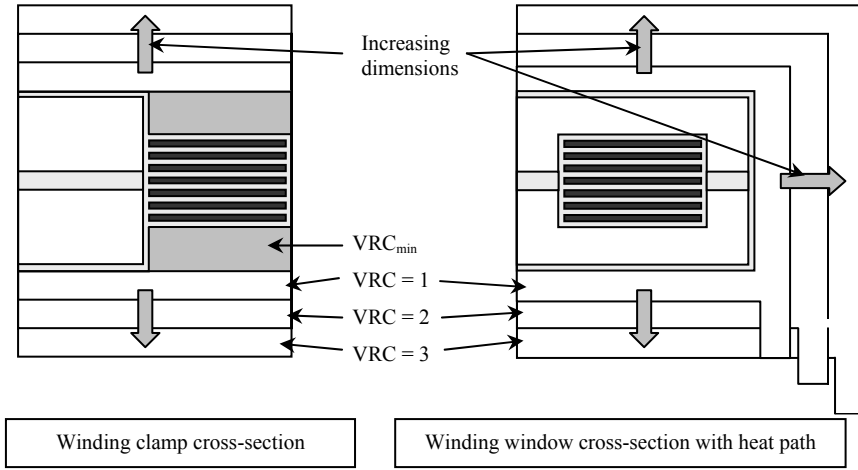 Increasing
dimensions
VRCmin
VRC = 1
VRC = 2
VRC = 3
Winding clamp cross-section
Winding window cross-section with heat path